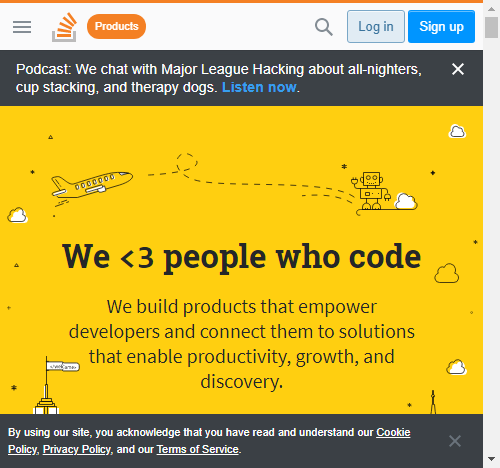 Products
Log in
Sign up
Podcast: We chat with Major League Hacking about all-nighters,
cup stacking, and therapy dogs. Listen now.
We <3 people who code
We build products that empower
developers and connect them to solutions
that enable productivity, growth, and
discovery.
By using our site, you acknowledge that you have read and understand our Cookie
Policy, Privacy Policy, and our Terms of Service.